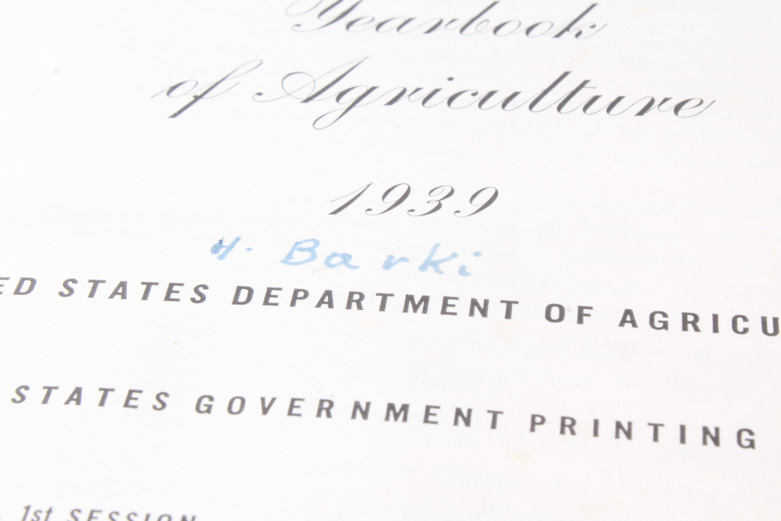 Yearbook
of Agriculture
1939
H. Barki
ED STATES DEPARTMENT OF AGRICU
STATES GOVERNMENT PRINTING
1st SESSION